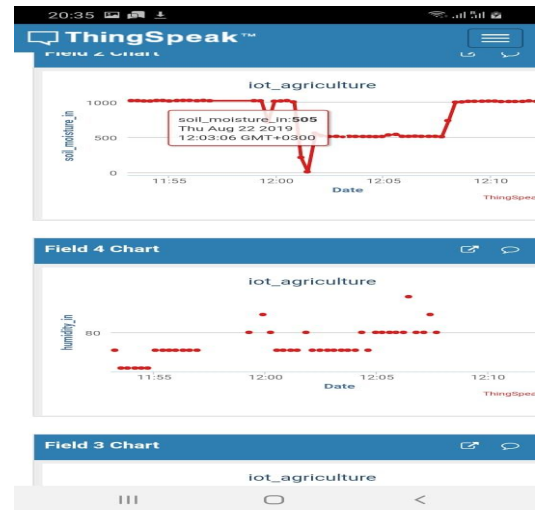 20:35
ThingSpeak™
Field 2 Chart
iot_agriculture
soil_moisture_in
1000
500
0
soil_moisture_in:505
Thu Aug 22 2019
12:03:06 GMT+0300
11:55
12:00
12:05
12:10
Date
ThingSpea
Field 4 Chart
iot_agriculture
humidity_in
80
11:55
12:00
12:05
12:10
Date
ThingSpea
Field 3 Chart
iot_agriculture